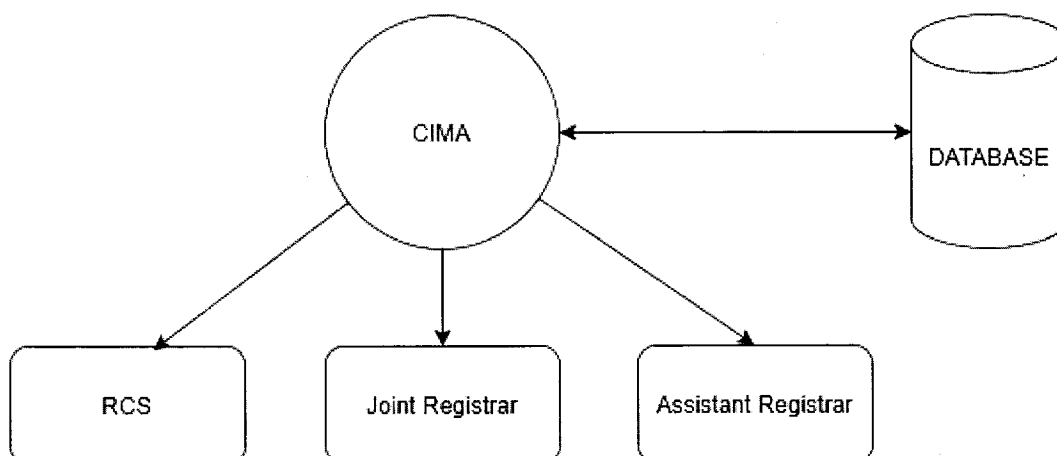 CIMA
DATABASE
RCS
Joint Registrar
Assistant Registrar